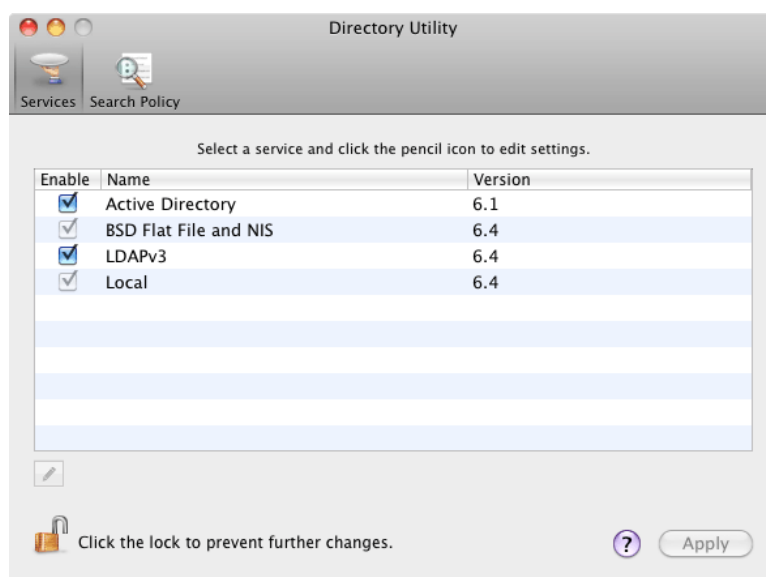 Directory Utility
Services Search Policy
Select a service and click the pencil icon to edit settings.
Enable Name Version
Active Directory 6.1
BSD Flat File and NIS 6.4
LDAPv3 6.4
Local 6.4
Click the lock to prevent further changes. ? Apply